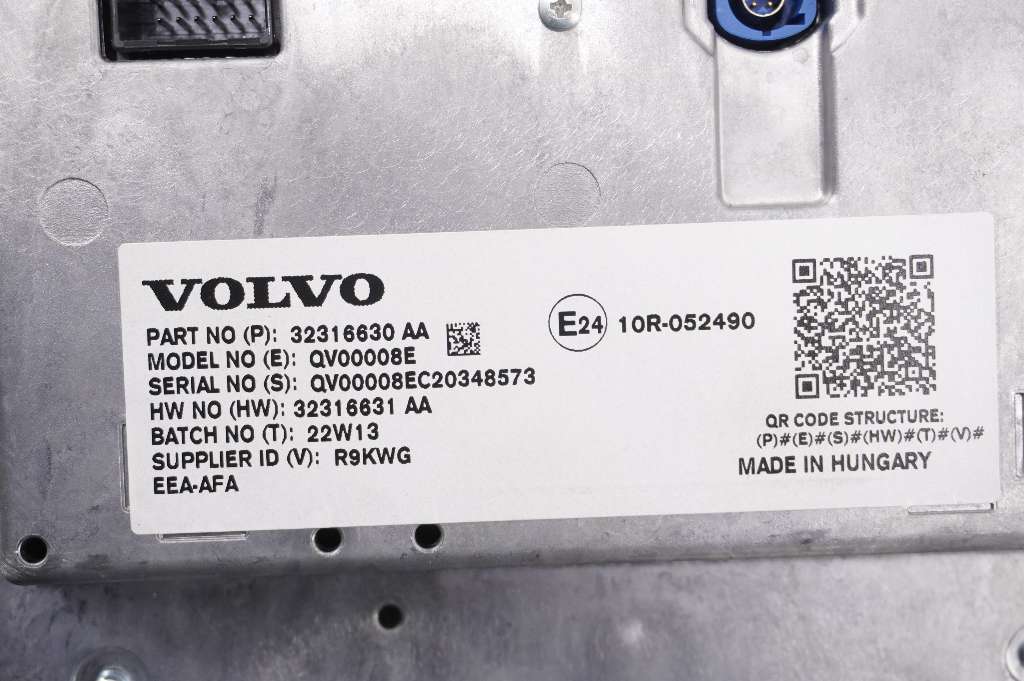 VOLVO
PART NO (P): 32316630 AA
MODEL NO (E): QV00008E
SERIAL NO (S): QV00008EC20348573
HW NO (HW): 32316631 AA
BATCH NO (T): 22W13
SUPPLIER ID (V): R9KWG
EEA-AFA
E24 10R-052490
QR CODE STRUCTURE:
(P)#(E)#(S)#(HW)#(T)#(V)#
MADE IN HUNGARY